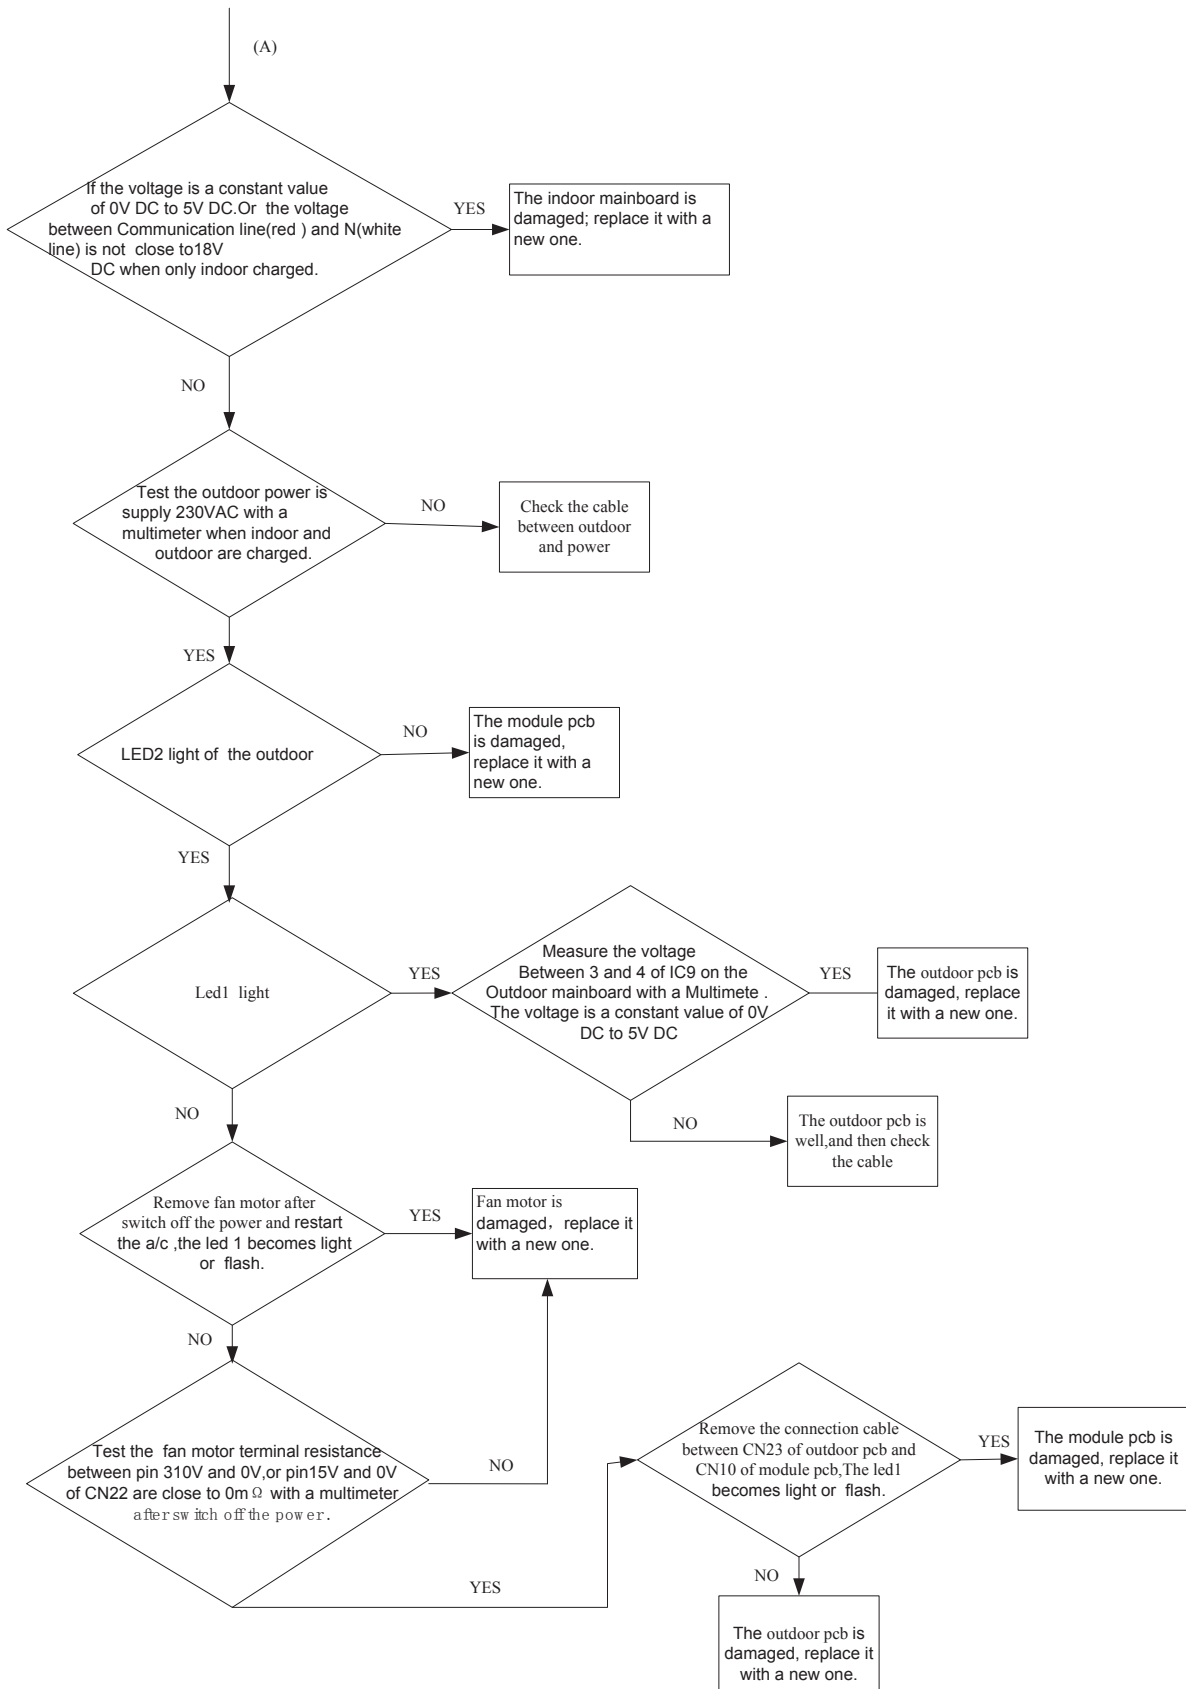 (A)
If the voltage is a constant value
of 0V DC to 5V DC.Or the voltage
between Communication line(red ) and N(white
line) is not close to18V
DC when only indoor charged.
YES
The indoor mainboard is
damaged; replace it with a
new one.
NO
Test the outdoor power is
supply 230VAC with a
multimeter when indoor and
outdoor are charged.
NO
Check the cable
between outdoor
and power
YES
LED2 light of the outdoor
NO
The module pcb
is damaged,
replace it with a
new one.
YES
Led1 light
YES
Measure the voltage
Between 3 and 4 of IC9 on the
Outdoor mainboard with a Multimete .
The voltage is a constant value of 0V
DC to 5V DC
YES
The outdoor pcb is
damaged, replace
it with a new one.
NO
The outdoor pcb is
well,and then check
the cable
NO
Remove fan motor after
switch off the power and restart
the a/c ,the led 1 becomes light
or flash.
YES
Fan motor is
damaged，replace it
with a new one.
NO
Test the fan motor terminal resistance
between pin 310V and 0V,or pin15V and 0V
of CN22 are close to 0mΩ with a multimeter
after switch off the power.
NO
YES
Remove the connection cable
between CN23 of outdoor pcb and
CN10 of module pcb,The led1
becomes light or flash.
YES
The module pcb is
damaged, replace it
with a new one.
NO
The outdoor pcb is
damaged, replace it
with a new one.